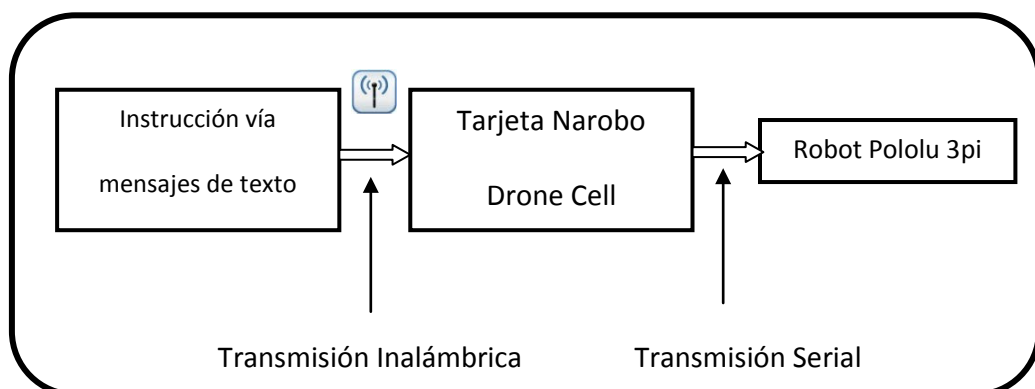 Instrucción vía
mensajes de texto
Tarjeta Narobo
Drone Cell
Robot Pololu 3pi
Transmisión Inalámbrica
Transmisión Serial